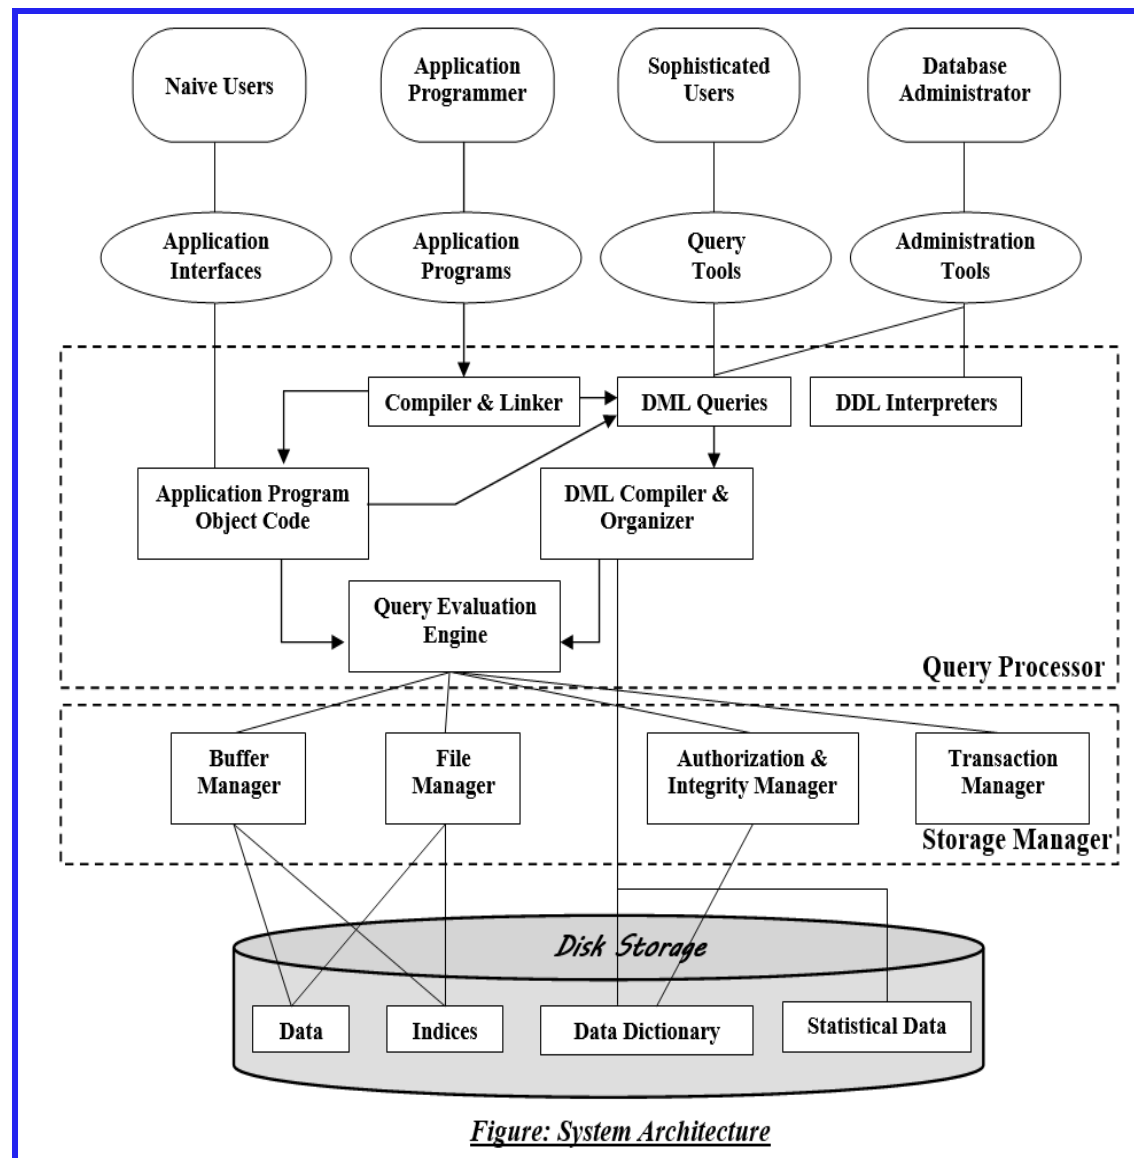 Naive Users
Application
Programmer
Sophisticated
Users
Database
Administrator
Application
Interfaces
Application
Programs
Query
Tools
Administration
Tools
Compiler & Linker
DML Queries
DDL Interpreters
Application Program
Object Code
DML Compiler &
Organizer
Query Evaluation
Engine
Query Processor
Buffer
Manager
File
Manager
Authorization &
Integrity Manager
Transaction
Manager
Storage Manager
Disk Storage
Data
Indices
Data Dictionary
Statistical Data
Figure: System Architecture